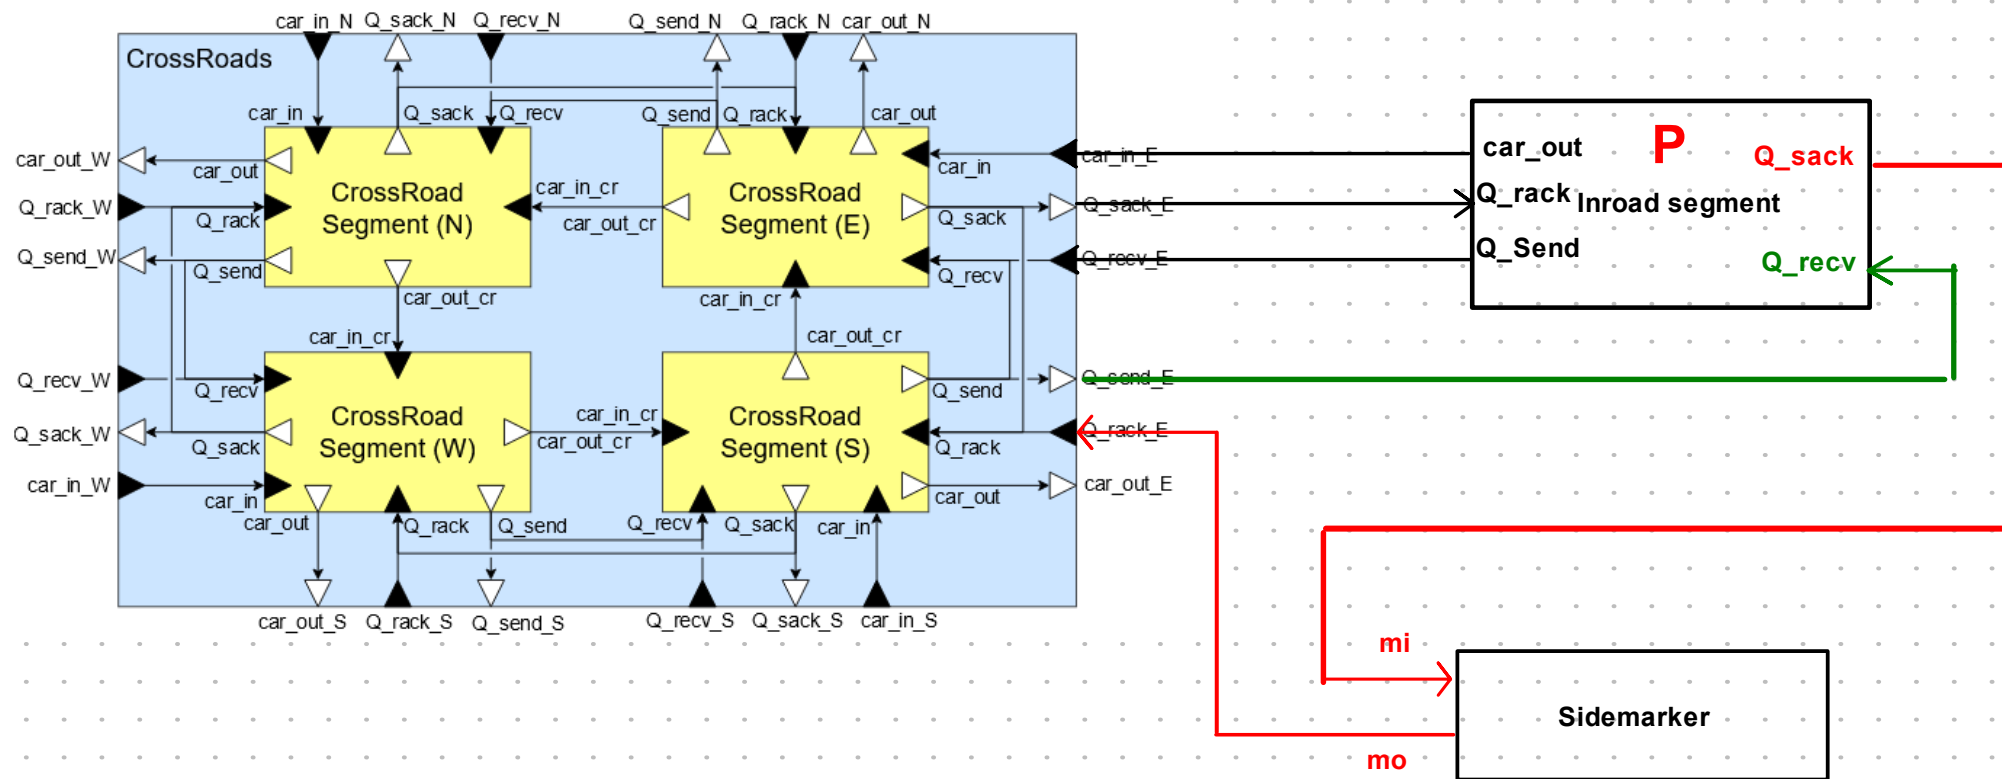 car_in_N Q_sack_N Q_recv_N Q_send_N Q_rack_N car_out_N
CrossRoads
car_in Q_sack Q_recv Q_send Q_rack car_out
car_out_W
car_out
Q_rack_W
Q_rack
Q_send_W
Q_send
CrossRoad
Segment (N)
car_in_cr
car_out_cr
CrossRoad
Segment (E)
car_in
car_in_E
Q_sack
Q_sack_E
Q_recv
Q_recv_E
car_out_cr
car_in_cr
car_in_cr
car_out_cr
Q_recv_W
Q_recv
Q_sack_W
Q_sack
car_in_W
car_in
CrossRoad
Segment (W)
car_in_cr
car_out_cr
CrossRoad
Segment (S)
Q_send
Q_send_E
Q_rack
Q_rack_E
car_out
car_out_E
car_out Q_rack Q_send Q_recv Q_sack car_in
car_out_S Q_rack_S Q_send_S Q_recv_S Q_sack_S car_in_S
car_out
P
Q_sack
Q_rack
Inroad segment
Q_Send
Q_recv
mi
Sidemarker
mo